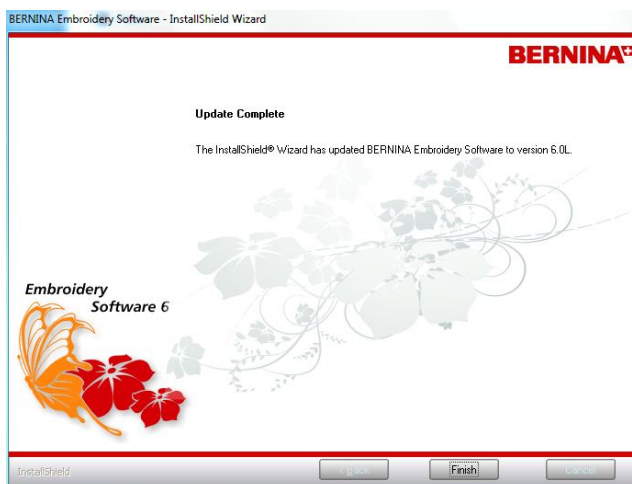 BERNINA Embroidery Software - InstallShield Wizard
BERNINA
Update Complete
The InstallShield® Wizard has updated BERNINA Embroidery Software to version 6.0L.
Embroidery
Software 6
InstallShield
< Back
Finish
Cancel